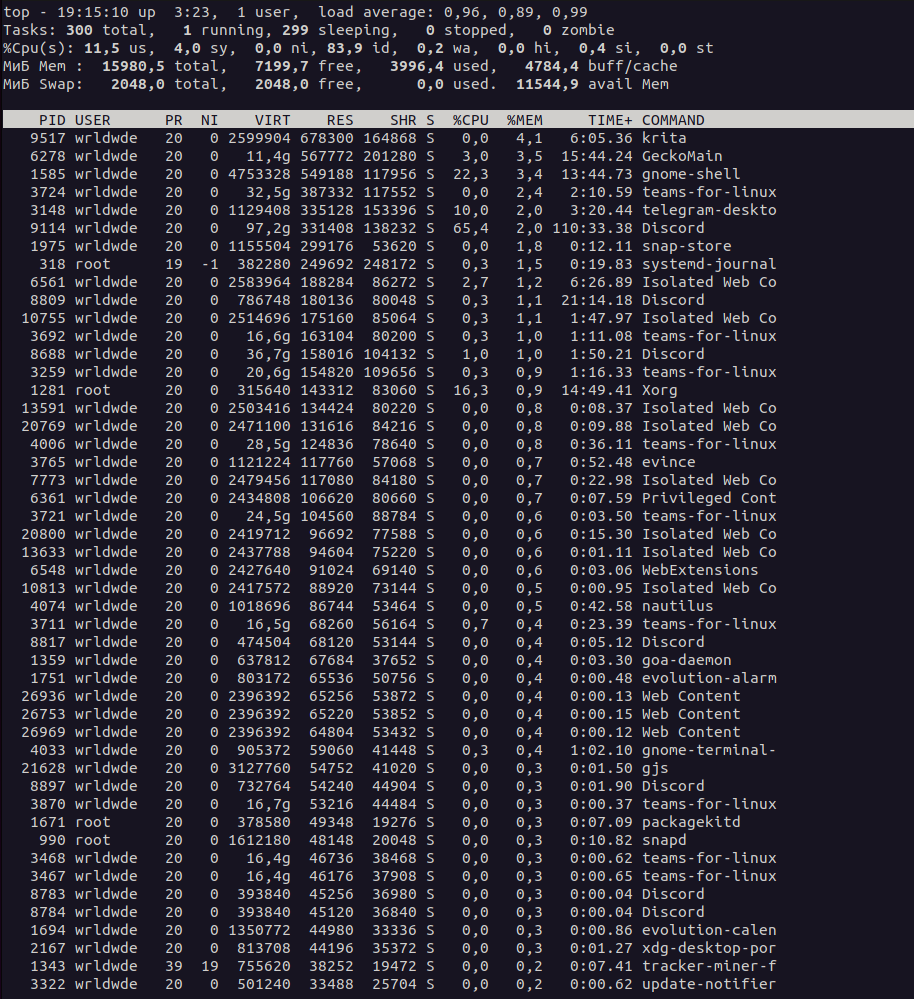 top - 19:15:10 up  3:23,  1 user,  load average: 0,96, 0,89, 0,99
Tasks: 300 total,   1 running, 299 sleeping,   0 stopped,   0 zombie
%Cpu(s): 11,5 us,  4,0 sy,  0,0 ni, 83,9 id,  0,2 wa,  0,0 hi,  0,4 si,  0,0 st
МиБ Mem :  15980,5 total,   7199,7 free,   3996,4 used,   4784,4 buff/cache
МиБ Swap:   2048,0 total,   2048,0 free,      0,0 used.  11544,9 avail Mem
PID USER      PR  NI    VIRT    RES    SHR S  %CPU  %MEM     TIME+ COMMAND
9517 wrldwde   20   0 2599904 678300 164868 S   0,0   4,1   6:05.36 krita
6278 wrldwde   20   0   11,4g 567772 201280 S   3,0   3,5  15:44.24 GeckoMain
1585 wrldwde   20   0 4753328 549188 117956 S  22,3   3,4  13:44.73 gnome-shell
3724 wrldwde   20   0   32,5g 387332 117552 S   0,0   2,4   2:10.59 teams-for-linux
3148 wrldwde   20   0 1129408 335128 153396 S  10,0   2,0   3:20.44 telegram-deskto
9114 wrldwde   20   0   97,2g 331408 138232 S  65,4   2,0 110:33.38 Discord
1975 wrldwde   20   0 1155504 299176  53620 S   0,0   1,8   0:12.11 snap-store
318 root      19  -1  382280 249692 248172 S   0,3   1,5   0:19.83 systemd-journal
6561 wrldwde   20   0 2583964 188284  86272 S   2,7   1,2   6:26.89 Isolated Web Co
8809 wrldwde   20   0  786748 180136  80048 S   0,3   1,1  21:14.18 Discord
10755 wrldwde   20   0 2514696 175160  85064 S   0,3   1,1   1:47.97 Isolated Web Co
3692 wrldwde   20   0   16,6g 163104  80200 S   0,3   1,0   1:11.08 teams-for-linux
8688 wrldwde   20   0   36,7g 158016 104132 S   1,0   1,0   1:50.21 Discord
3259 wrldwde   20   0   20,6g 154820 109656 S   0,3   0,9   1:16.33 teams-for-linux
1281 root      20   0  315640 143312  83060 S  16,3   0,9  14:49.41 Xorg
13591 wrldwde   20   0 2503416 134424  80220 S   0,0   0,8   0:08.37 Isolated Web Co
20769 wrldwde   20   0 2471100 131616  84216 S   0,0   0,8   0:09.88 Isolated Web Co
4006 wrldwde   20   0   28,5g 124836  78640 S   0,0   0,8   0:36.11 teams-for-linux
3765 wrldwde   20   0 1121224 117760  57068 S   0,0   0,7   0:52.48 evince
7773 wrldwde   20   0 2479456 117080  84180 S   0,0   0,7   0:22.98 Isolated Web Co
6361 wrldwde   20   0 2434808 106620  80660 S   0,0   0,7   0:07.59 Privileged Cont
3721 wrldwde   20   0   24,5g 104560  88784 S   0,0   0,6   0:03.50 teams-for-linux
20800 wrldwde   20   0 2419712  96692  77588 S   0,0   0,6   0:15.30 Isolated Web Co
13633 wrldwde   20   0 2437788  94604  75220 S   0,0   0,6   0:01.11 Isolated Web Co
6548 wrldwde   20   0 2427640  91024  69140 S   0,0   0,6   0:03.06 WebExtensions
10813 wrldwde   20   0 2417572  88920  73144 S   0,0   0,5   0:00.95 Isolated Web Co
4074 wrldwde   20   0 1018696  86744  53464 S   0,0   0,5   0:42.58 nautilus
3711 wrldwde   20   0   16,5g  68260  56164 S   0,7   0,4   0:23.39 teams-for-linux
8817 wrldwde   20   0  474504  68120  53144 S   0,0   0,4   0:05.12 Discord
1359 wrldwde   20   0  637812  67684  37652 S   0,0   0,4   0:03.30 goa-daemon
1751 wrldwde   20   0  803172  65536  50756 S   0,0   0,4   0:00.48 evolution-alarm
26936 wrldwde   20   0 2396392  65256  53872 S   0,0   0,4   0:00.13 Web Content
26753 wrldwde   20   0 2396392  65220  53852 S   0,0   0,4   0:00.15 Web Content
26969 wrldwde   20   0 2396392  64804  53432 S   0,0   0,4   0:00.12 Web Content
4033 wrldwde   20   0  905372  59060  41448 S   0,3   0,4   1:02.10 gnome-terminal-
21628 wrldwde   20   0 3127760  54752  41020 S   0,0   0,3   0:01.50 gjs
8897 wrldwde   20   0  732764  54240  44904 S   0,0   0,3   0:01.90 Discord
3870 wrldwde   20   0   16,7g  53216  44484 S   0,0   0,3   0:00.37 teams-for-linux
1671 root      20   0  378580  49348  19276 S   0,0   0,3   0:07.09 packagekitd
990 root      20   0 1612180  48148  20048 S   0,0   0,3   0:10.82 snapd
3468 wrldwde   20   0   16,4g  46736  38468 S   0,0   0,3   0:00.62 teams-for-linux
3467 wrldwde   20   0   16,4g  46176  37908 S   0,0   0,3   0:00.65 teams-for-linux
8783 wrldwde   20   0  393840  45256  36980 S   0,0   0,3   0:00.04 Discord
8784 wrldwde   20   0  393840  45120  36840 S   0,0   0,3   0:00.04 Discord
1694 wrldwde   20   0 1350772  44980  33336 S   0,0   0,3   0:00.86 evolution-calen
2167 wrldwde   20   0  813708  44196  35372 S   0,0   0,3   0:01.27 xdg-desktop-por
1343 wrldwde   39  19  755620  38252  19472 S   0,0   0,2   0:07.41 tracker-miner-f
3322 wrldwde   20   0  501240  33488  25704 S   0,0   0,2   0:00.62 update-notifier